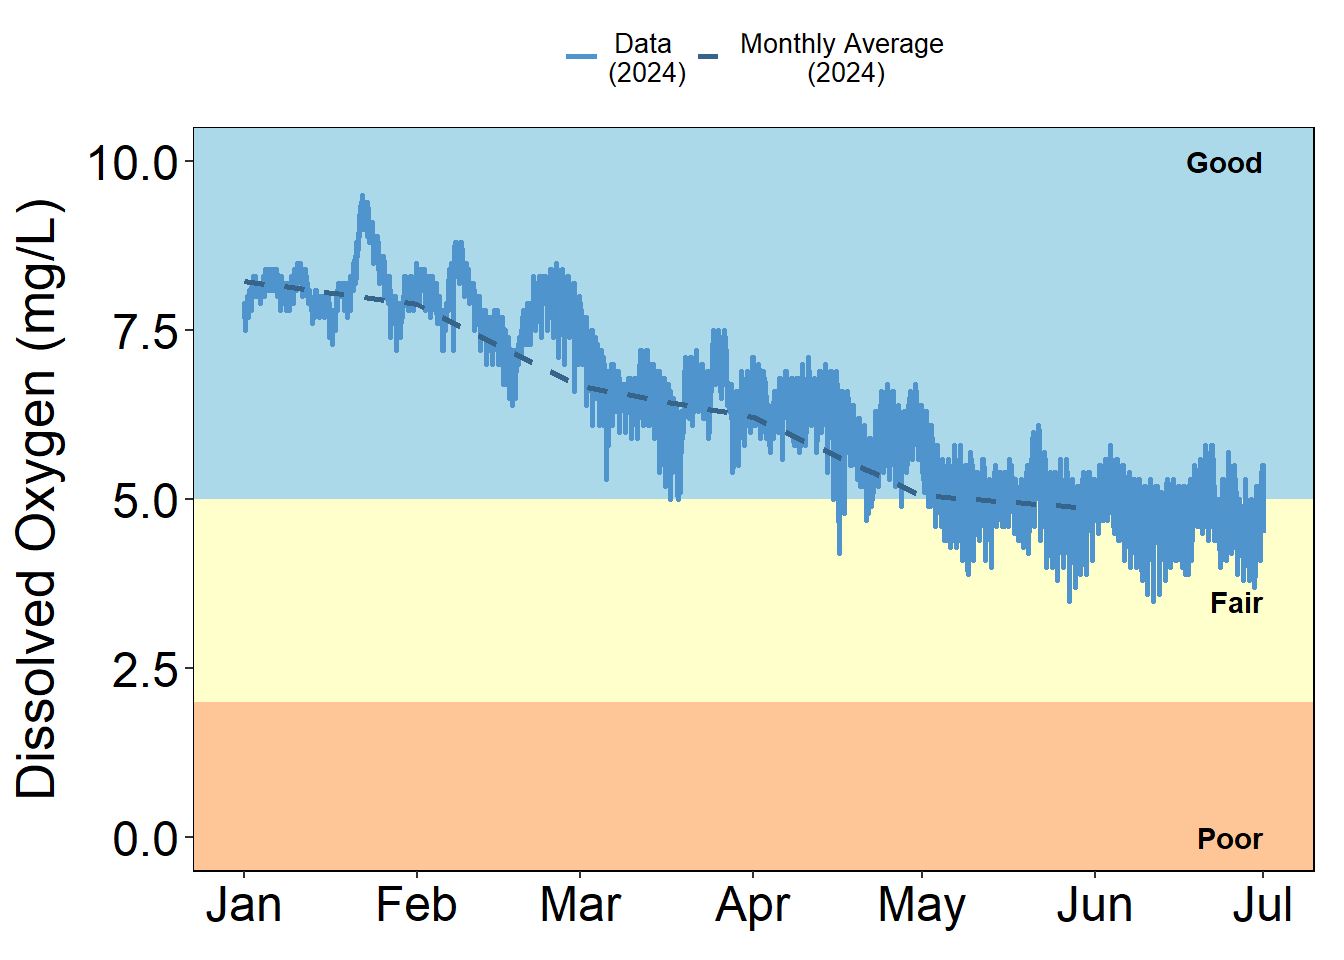 Data
(2024)
Monthly Average
(2024)
Dissolved Oxygen (mg/L)
10.0
7.5
5.0
2.5
0.0
Good
Fair
Poor
Jan Feb Mar Apr May Jun Jul